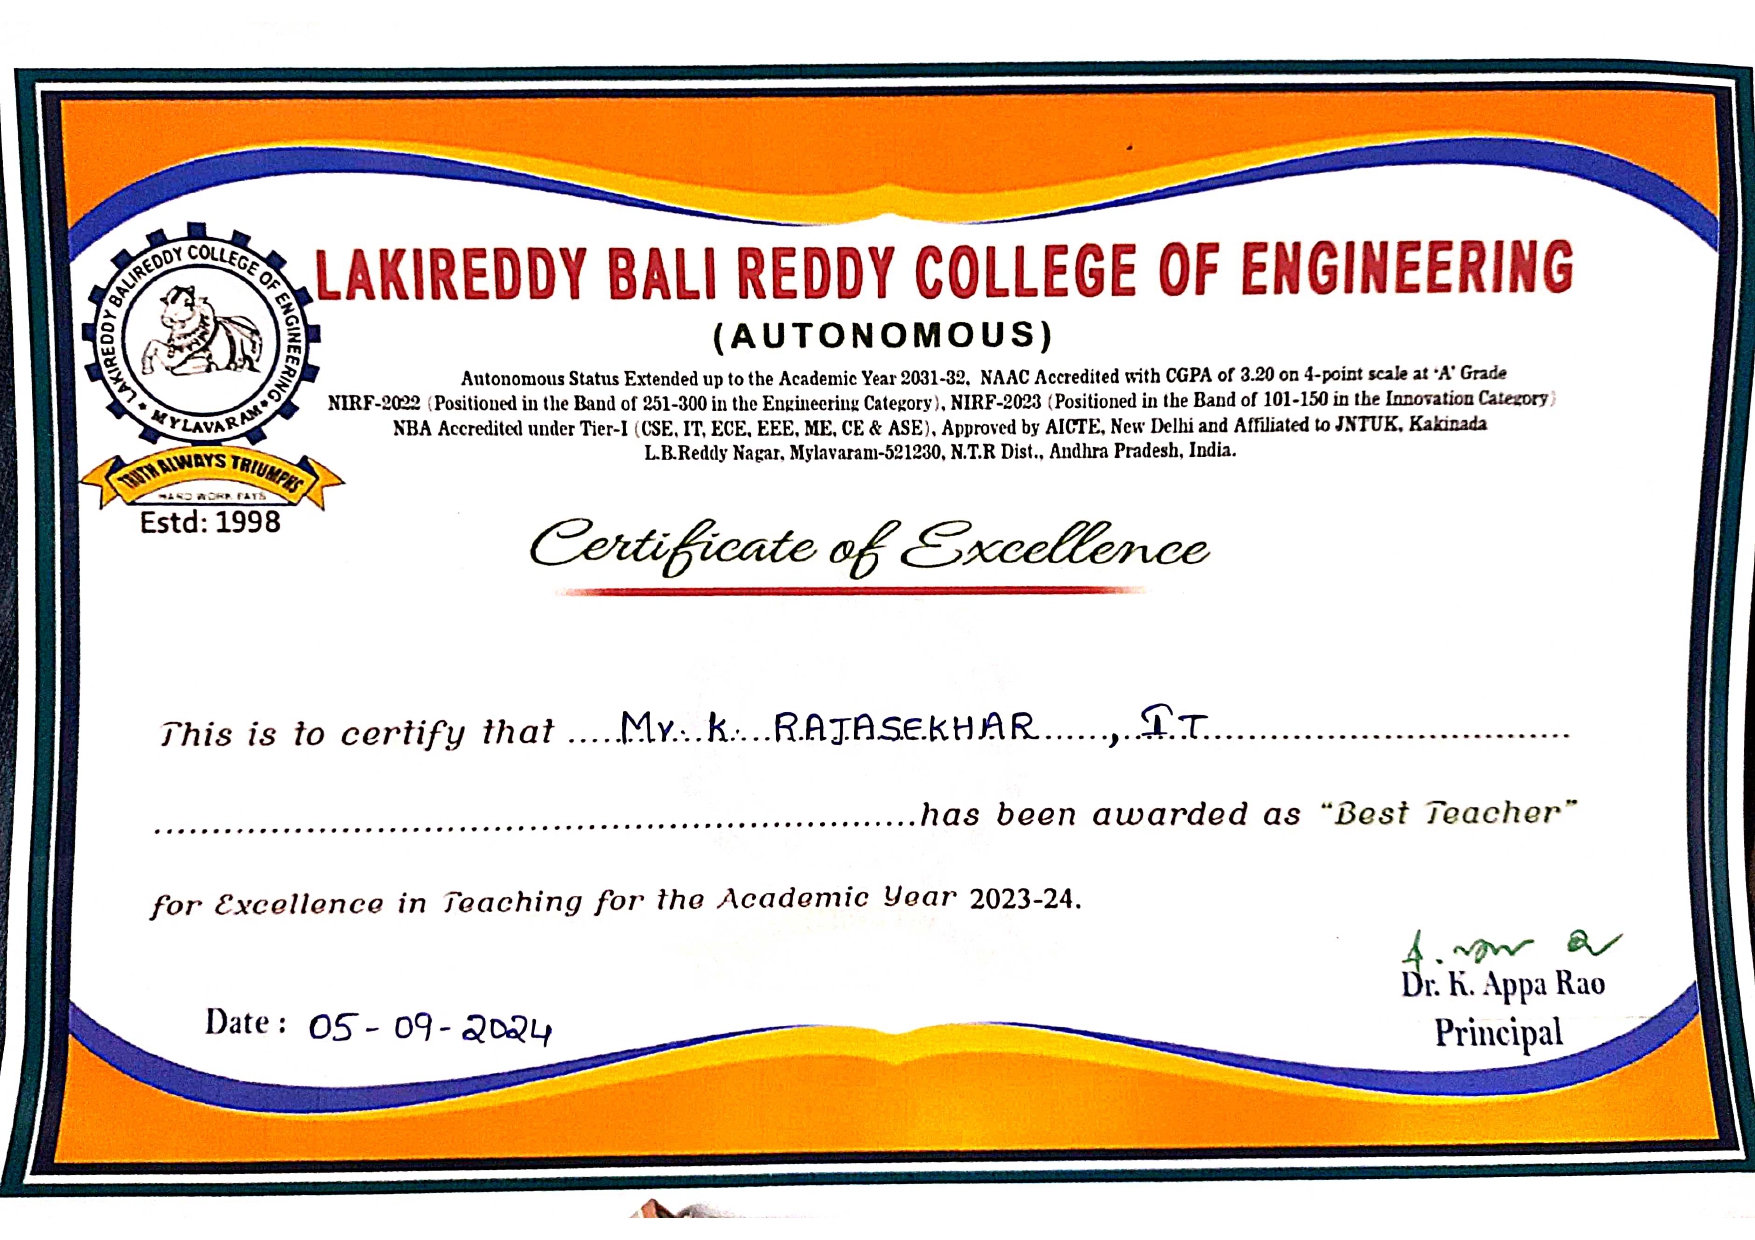 LAKIREDDY BALIREDDY COLLEGE OF ENGINEERING
MYLAVARAM
TRUTH ALWAYS TRIUMPHS
HARD WORK PAYS
Estd: 1998
LAKIREDDY BALI REDDY COLLEGE OF ENGINEERING
(AUTONOMOUS)
Autonomous Status Extended up to the Academic Year 2031-32, NAAC Accredited with CGPA of 3.20 on 4-point scale at 'A' Grade
NIRF-2022 (Positioned in the Band of 251-300 in the Engineering Category), NIRF-2023 (Positioned in the Band of 101-150 in the Innovation Category)
NBA Accredited under Tier-I (CSE, IT, ECE, EEE, ME, CE & ASE), Approved by AICTE, New Delhi and Affiliated to JNTUK, Kakinada
L.B.Reddy Nagar, Mylavaram-521230, N.T.R Dist., Andhra Pradesh, India.
Certificate of Excellence
This is to certify that Mr. K. RAJASEKHAR, IT
has been awarded as "Best Teacher"
for Excellence in Teaching for the Academic Year 2023-24.
Date : 05-09-2024
Dr. K. Appa Rao
Principal